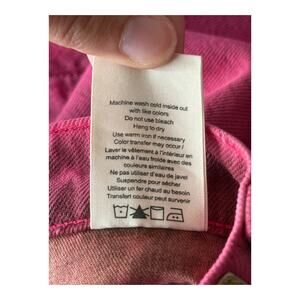 Machine wash cold inside out
with like colors
Do not use bleach
Hang to dry
Use warm iron if necessary
Color transfer may occur /
Laver le vêtement à l'intérieur en
machine à l'eau froide avec des
couleurs similaires
Ne pas utiliser d'eau de javel
Suspendre pour sécher
Utiliser un fer chaud au besoin
Transfert couleur peut survenir